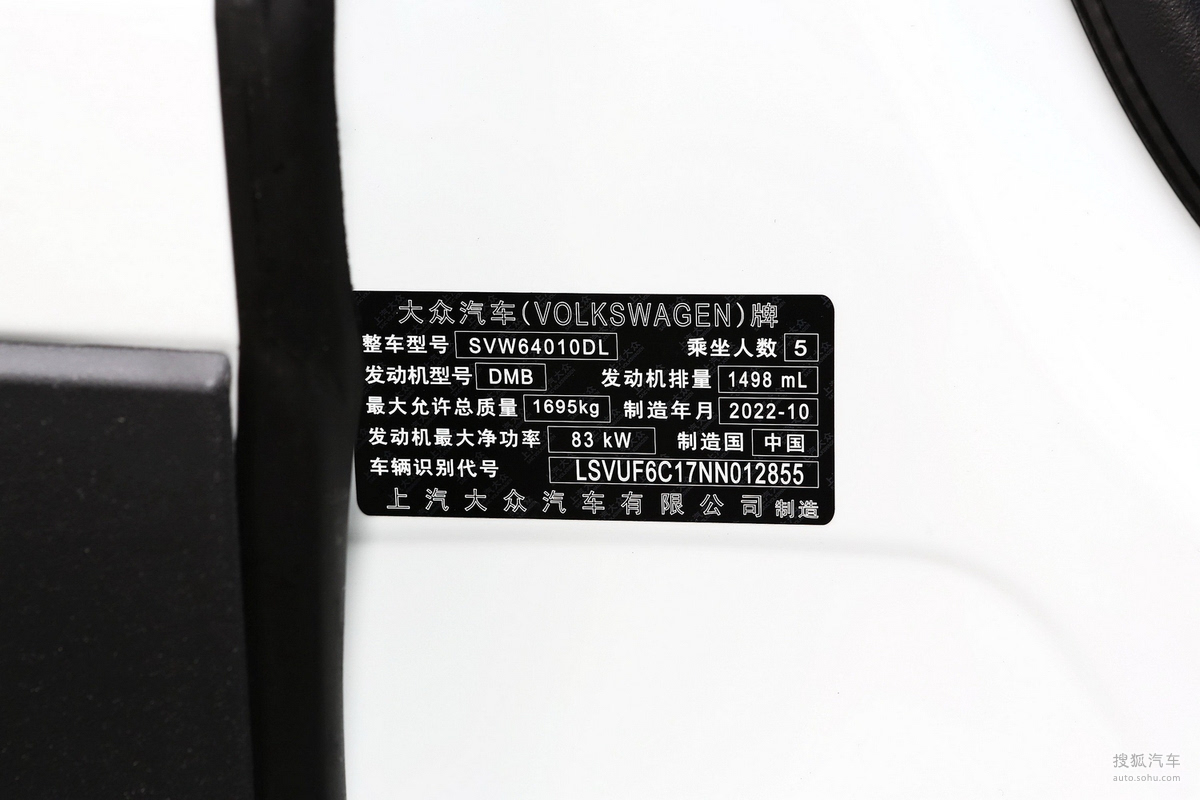 大众汽车(VOLKSWAGEN)牌
整车型号 SVW64010DL 乘坐人数 5
发动机型号 DMB 发动机排量 1498 mL
最大允许总质量 1695kg 制造年月 2022-10
发动机最大净功率 83 kW 制造国 中国
车辆识别代号 LSVUF6C17NN012855
上汽大众汽车有限公司 制造
搜狐汽车
auto.sohu.com